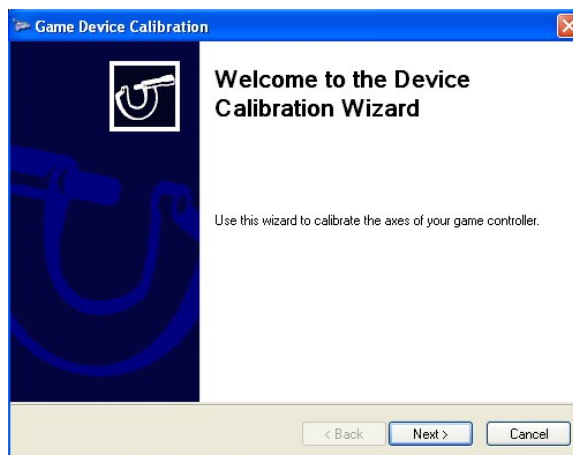 Game Device Calibration
Welcome to the Device
Calibration Wizard
Use this wizard to calibrate the axes of your game controller.
< Back Next > Cancel